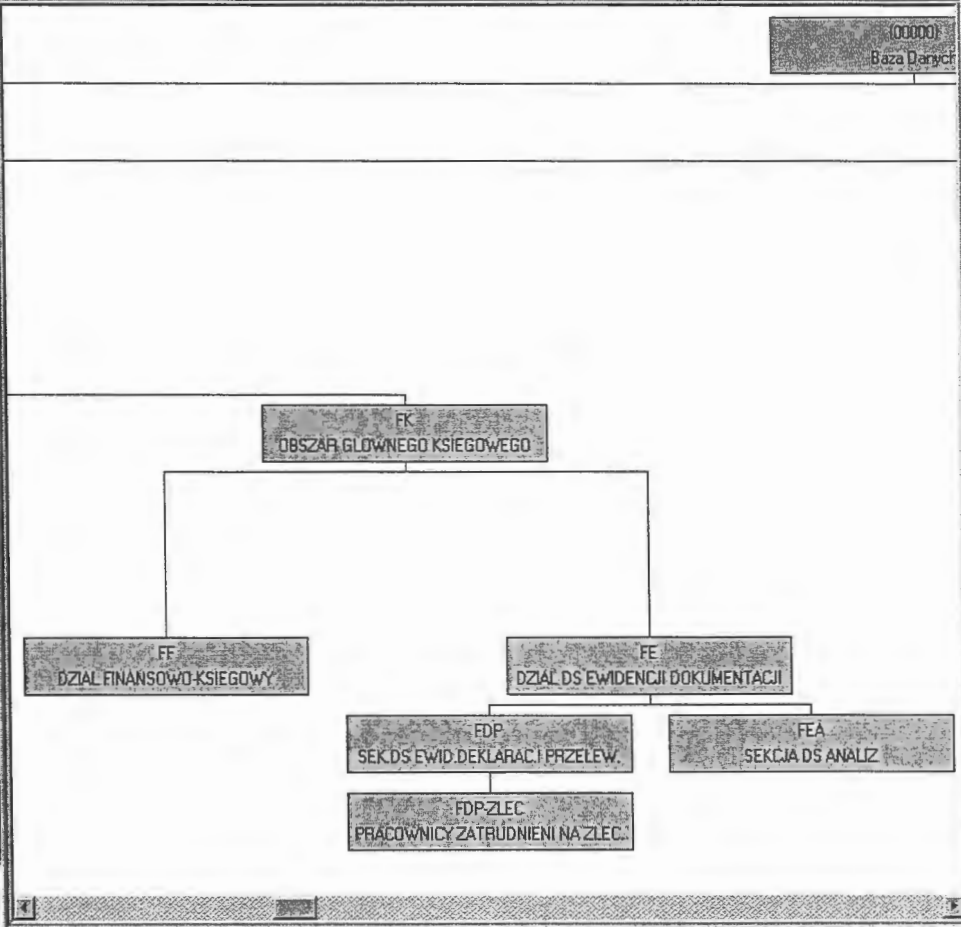 (00000)
Baza Danych
FK
OBSZAR GLOWNEGO KSIEGOWEGO
FF
DZIAL FINANSOWO-KSIEGOWY
FE
DZIAL DS EWIDENCJI DOKUMENTACJI
FDP
SEK.DS EWID.DEKLARAC.I PRZELEW.
FEA
SEKCJA DS ANALIZ
FDP-ZLEC
PRACOWNICY ZATRUDNIENI NA ZLEC.